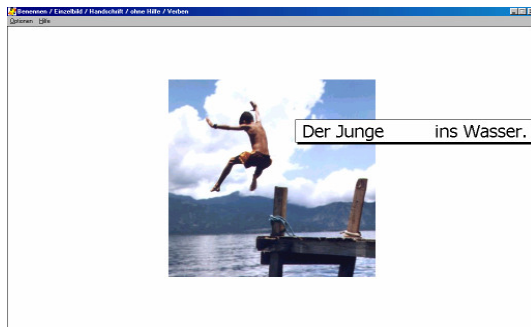 Benennen / Einzelbild / Handschrift / ohne Hilfe / Verben
Optionen Hilfe
Der Junge ins Wasser.